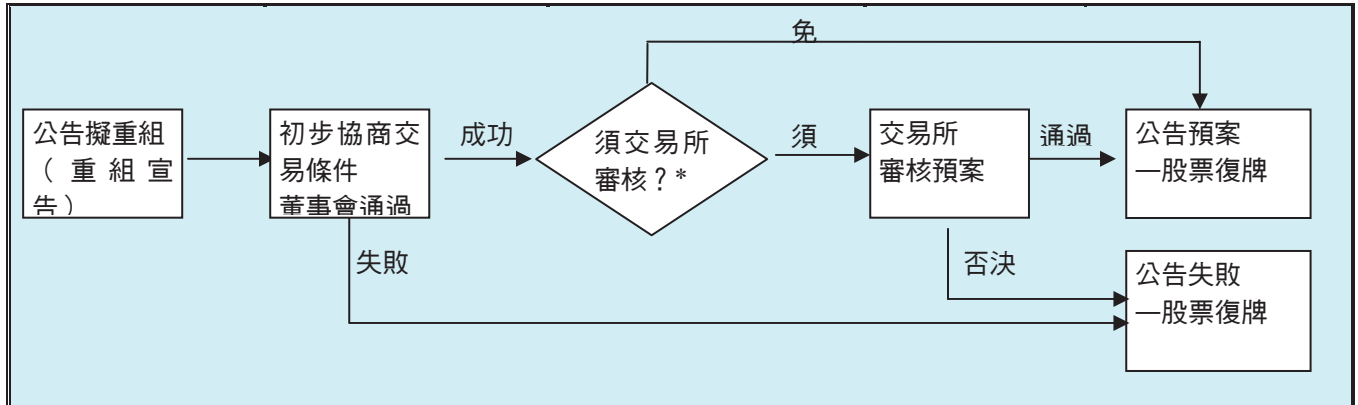 免
公告擬重組
（重組宣
告）
初步協商交
易條件
董事會通過
成功
須交易所
審核？*
須
交易所
審核預案
通過
公告預案
—股票復牌
失敗
否決
公告失敗
—股票復牌